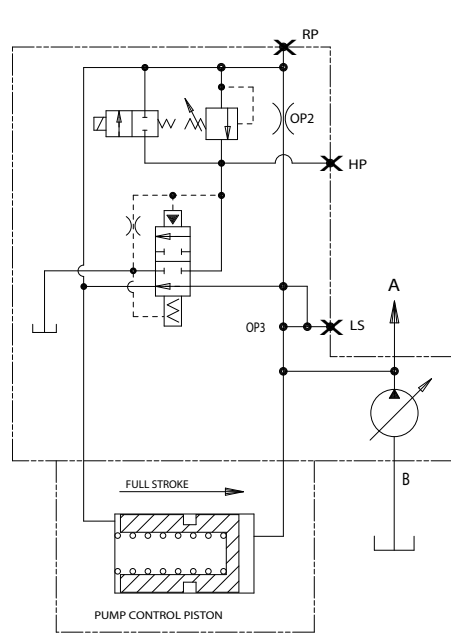 RP
OP2
HP
A
LS
OP3
B
FULL STROKE
PUMP CONTROL PISTON